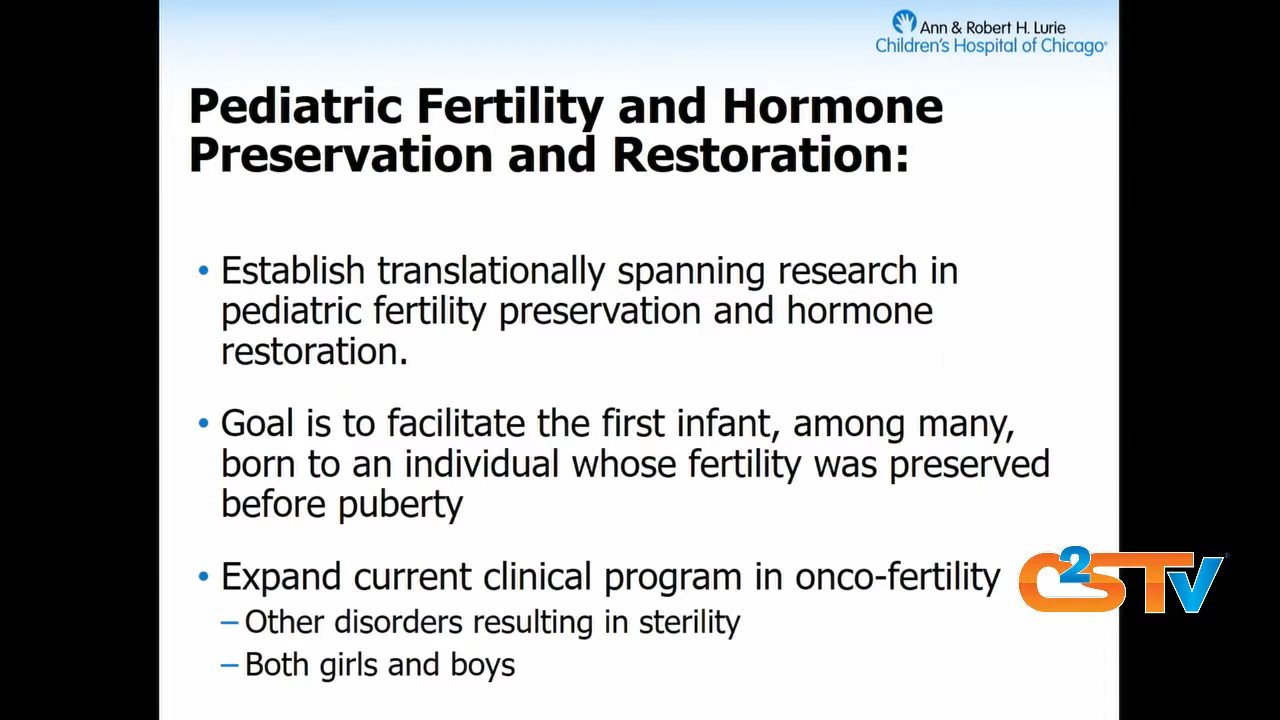 Ann & Robert H. Lurie
Children's Hospital of Chicago®
Pediatric Fertility and Hormone
Preservation and Restoration:
• Establish translationally spanning research in
pediatric fertility preservation and hormone
restoration.
• Goal is to facilitate the first infant, among many,
born to an individual whose fertility was preserved
before puberty
• Expand current clinical program in onco-fertility
– Other disorders resulting in sterility
– Both girls and boys
C2STV